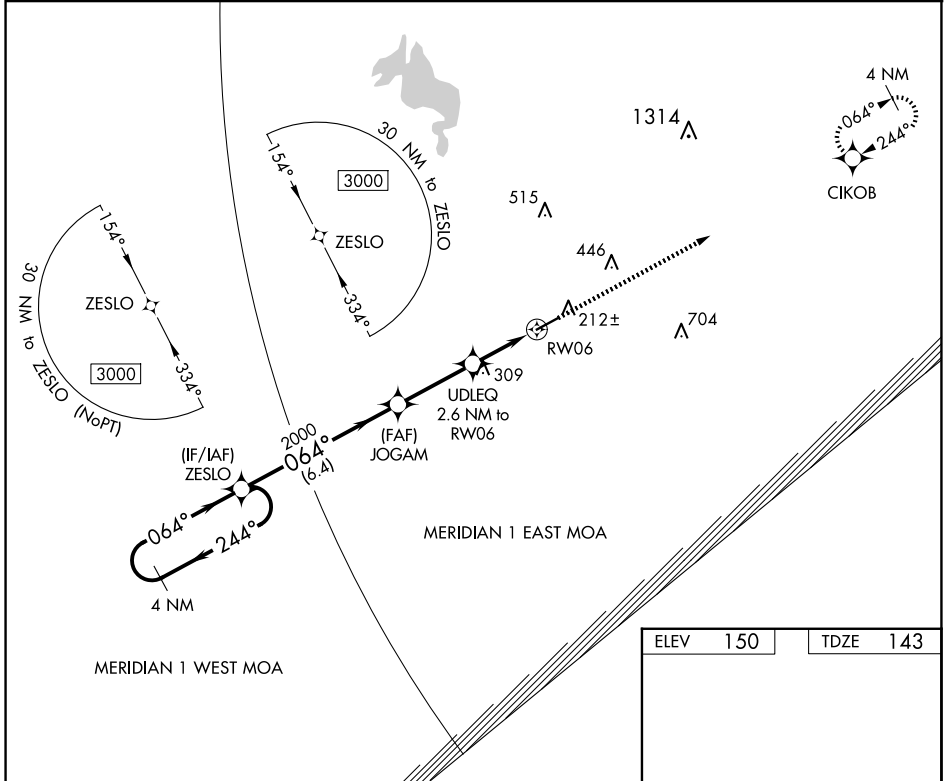 4 NM
064°
244°
CIKOB
1314
30 NM to ZESLO
154°
3000
ZESLO
334°
515
446
212±
704
RW06
154°
ZESLO
30 NM to ZESLO (NoPT)
3000
334°
309
UDLEQ
2.6 NM to
RW06
(FAF)
JOGAM
2000
064°
(6.4)
(IF/IAF)
ZESLO
064°
244°
4 NM
MERIDIAN 1 EAST MOA
MERIDIAN 1 WEST MOA
ELEV 150
TDZE 143